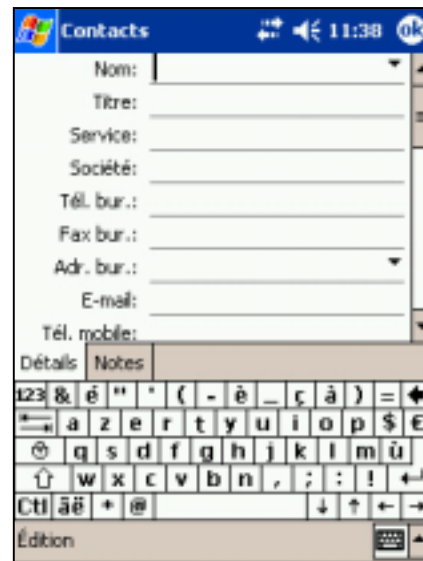 Contacts 11:38 ok
Nom:
Titre:
Service:
Société:
Tél. bur.:
Fax bur.:
Adr. bur.:
E-mail:
Tél. mobile:
Détails Notes
123 & é " ' ( - è _ ç à ) =
a z e r t y u i o p $ €
q s d f g h j k l m ù
w x c v b n , ; : !
Ctl äë * @ ↓ ↑ ← →
Édition